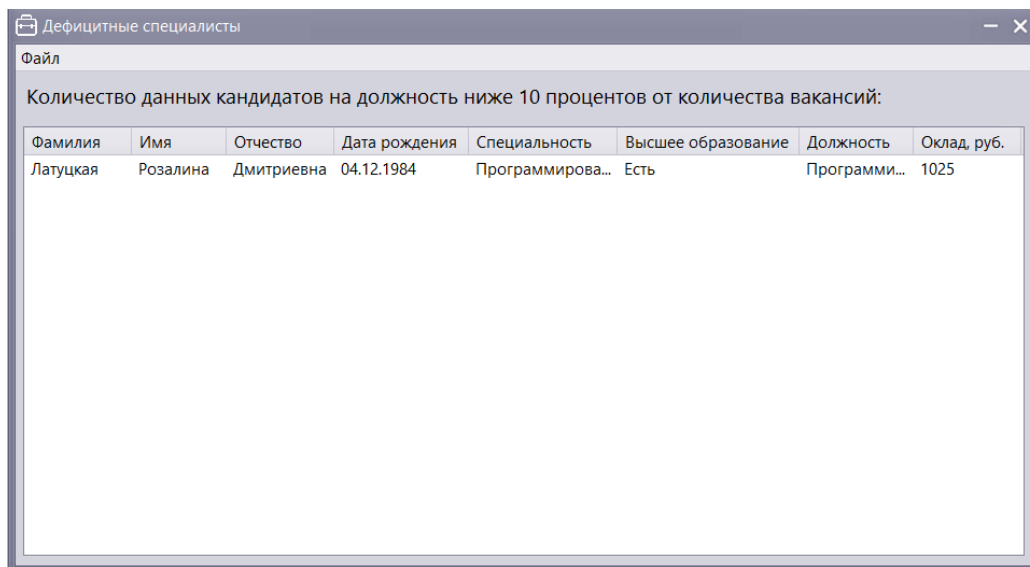 Дефицитные специалисты
Файл
Количество данных кандидатов на должность ниже 10 процентов от количества вакансий:
Фамилия Имя Отчество Дата рождения Специальность Высшее образование Должность Оклад, руб.
Латуцкая Розалина Дмитриевна 04.12.1984 Программирова... Есть Программи... 1025